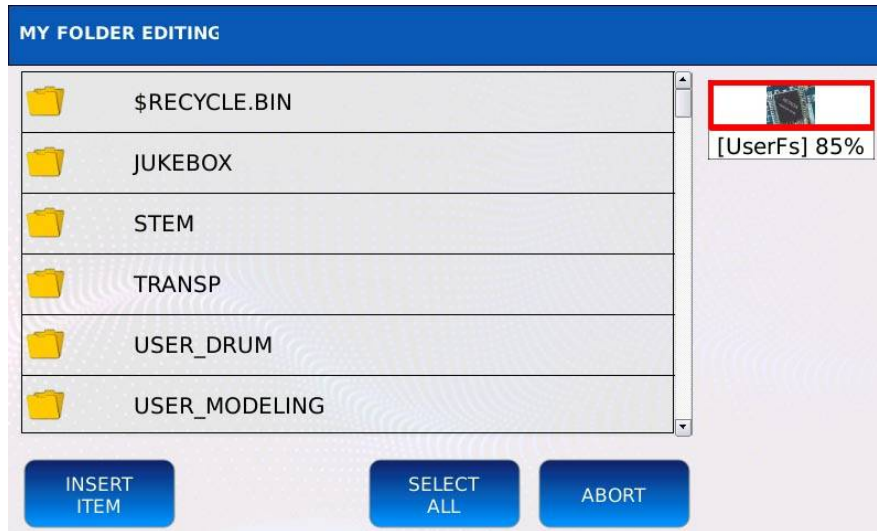 MY FOLDER EDITING
$RECYCLE.BIN
JUKEBOX
STEM
TRANSP
USER_DRUM
USER_MODELING
[UserFs] 85%
INSERT
ITEM
SELECT
ALL
ABORT